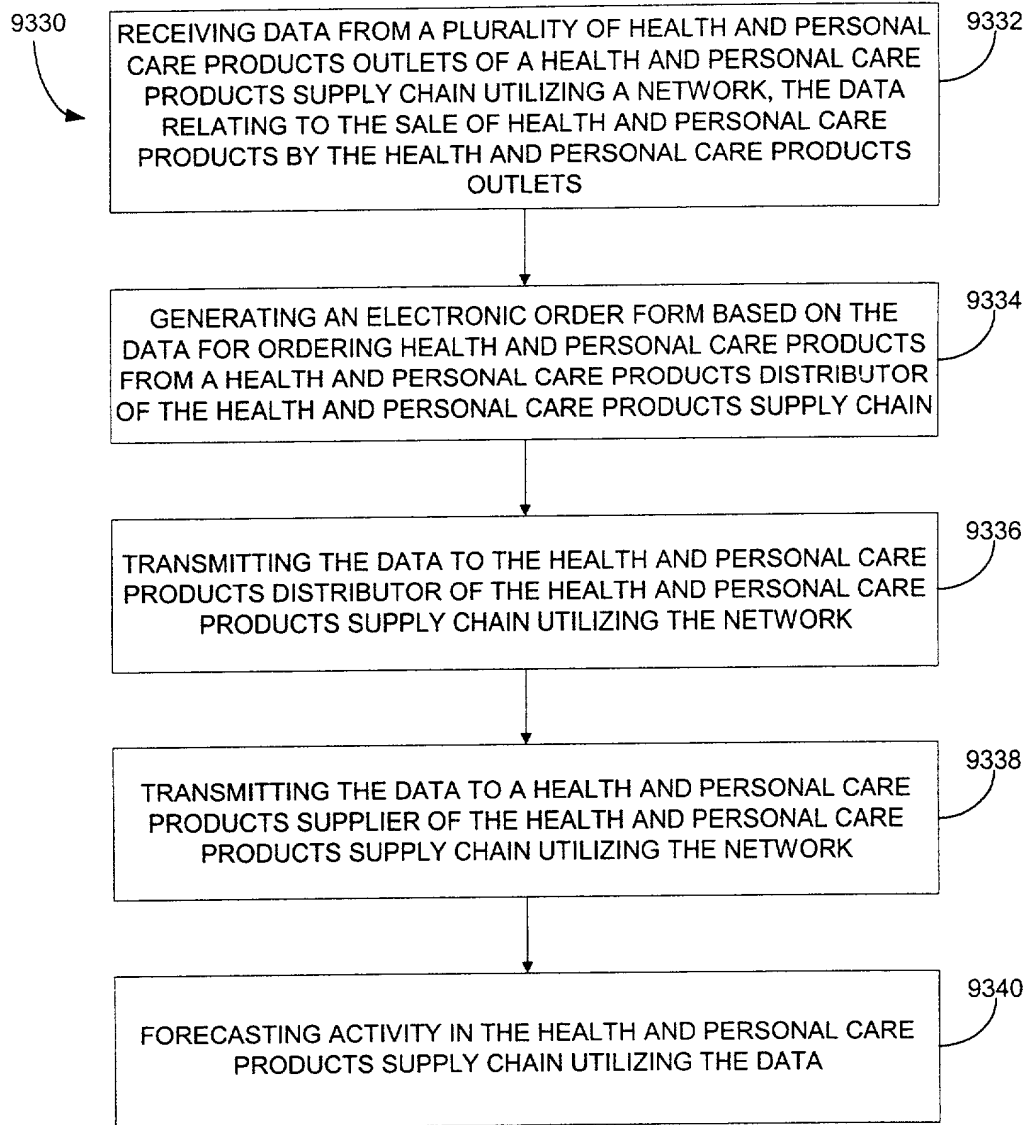 9330
RECEIVING DATA FROM A PLURALITY OF HEALTH AND PERSONAL
CARE PRODUCTS OUTLETS OF A HEALTH AND PERSONAL CARE
PRODUCTS SUPPLY CHAIN UTILIZING A NETWORK, THE DATA
RELATING TO THE SALE OF HEALTH AND PERSONAL CARE
PRODUCTS BY THE HEALTH AND PERSONAL CARE PRODUCTS
OUTLETS
9332
GENERATING AN ELECTRONIC ORDER FORM BASED ON THE
DATA FOR ORDERING HEALTH AND PERSONAL CARE PRODUCTS
FROM A HEALTH AND PERSONAL CARE PRODUCTS DISTRIBUTOR
OF THE HEALTH AND PERSONAL CARE PRODUCTS SUPPLY CHAIN
9334
TRANSMITTING THE DATA TO THE HEALTH AND PERSONAL CARE
PRODUCTS DISTRIBUTOR OF THE HEALTH AND PERSONAL CARE
PRODUCTS SUPPLY CHAIN UTILIZING THE NETWORK
9336
TRANSMITTING THE DATA TO A HEALTH AND PERSONAL CARE
PRODUCTS SUPPLIER OF THE HEALTH AND PERSONAL CARE
PRODUCTS SUPPLY CHAIN UTILIZING THE NETWORK
9338
FORECASTING ACTIVITY IN THE HEALTH AND PERSONAL CARE
PRODUCTS SUPPLY CHAIN UTILIZING THE DATA
9340